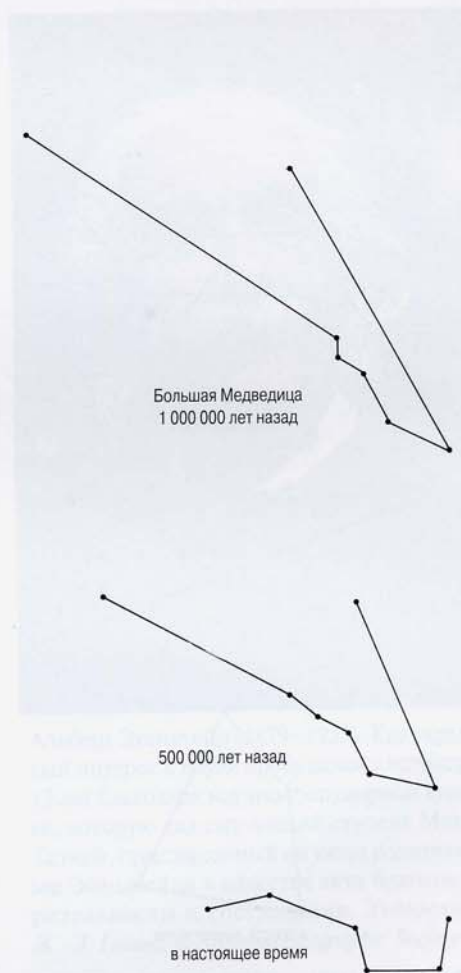 Большая Медведица
1 000 000 лет назад
500 000 лет назад
в настоящее время